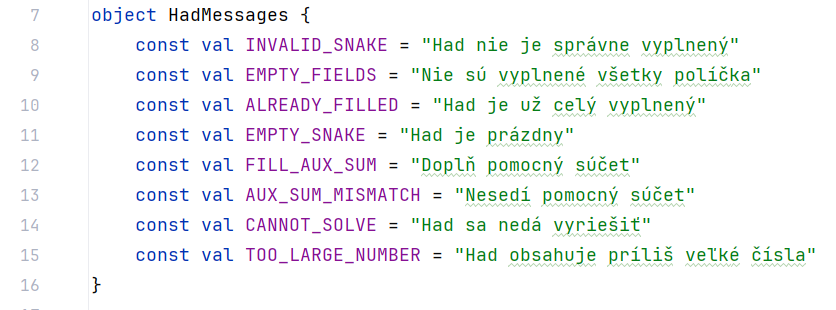 7 object HadMessages {
8 const val INVALID_SNAKE = "Had nie je správne vyplnený"
9 const val EMPTY_FIELDS = "Nie sú vyplnené všetky políčka"
10 const val ALREADY_FILLED = "Had je už celý vyplnený"
11 const val EMPTY_SNAKE = "Had je prázdny"
12 const val FILL_AUX_SUM = "Doplň pomocný súčet"
13 const val AUX_SUM_MISMATCH = "Nesedí pomocný súčet"
14 const val CANNOT_SOLVE = "Had sa nedá vyriešiť"
15 const val TOO_LARGE_NUMBER = "Had obsahuje príliš veľké čísla"
16 }